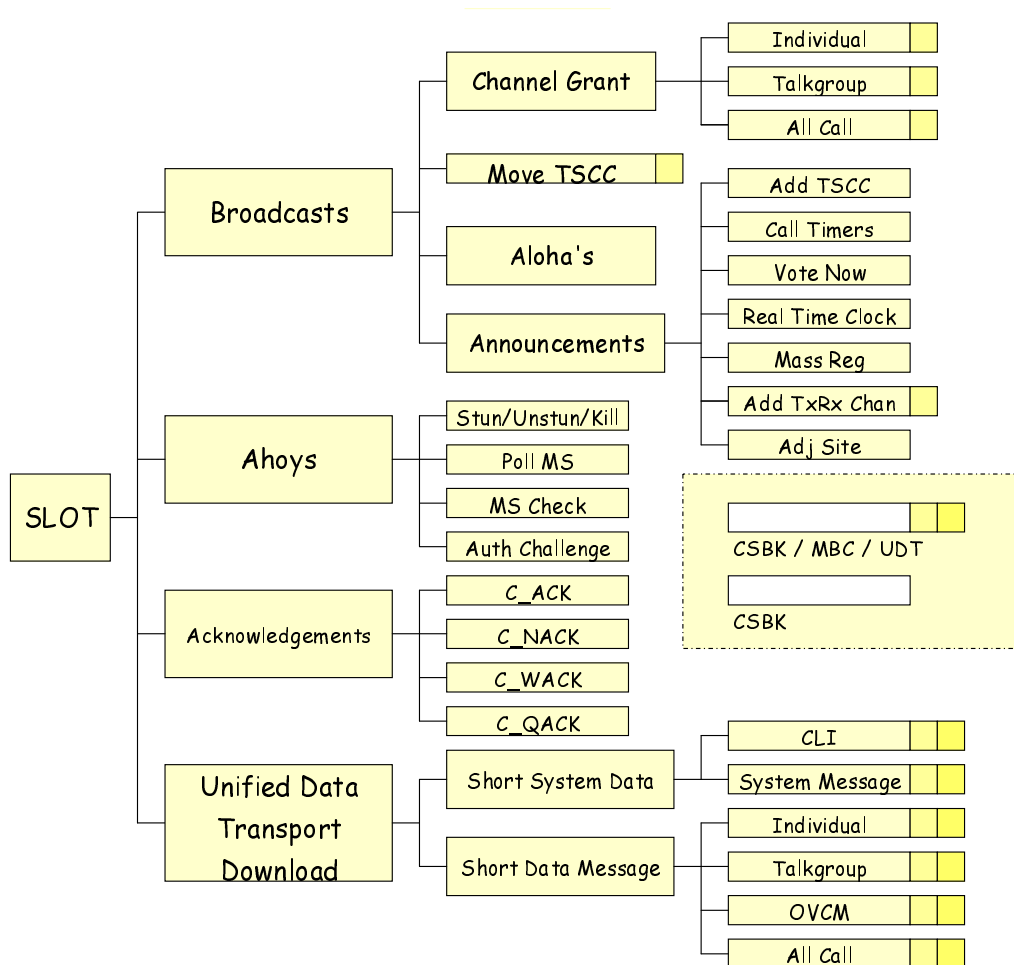 SLOT
Broadcasts
Channel Grant
Individual
Talkgroup
All Call
Move TSCC
Aloha's
Announcements
Add TSCC
Call Timers
Vote Now
Real Time Clock
Mass Reg
Add TxRx Chan
Adj Site
Ahoys
Stun/Unstun/Kill
Poll MS
MS Check
Auth Challenge
CSBK / MBC / UDT
CSBK
Acknowledgements
C_ACK
C_NACK
C_WACK
C_QACK
Unified Data
Transport
Download
Short System Data
CLI
System Message
Short Data Message
Individual
Talkgroup
OVCM
All Call